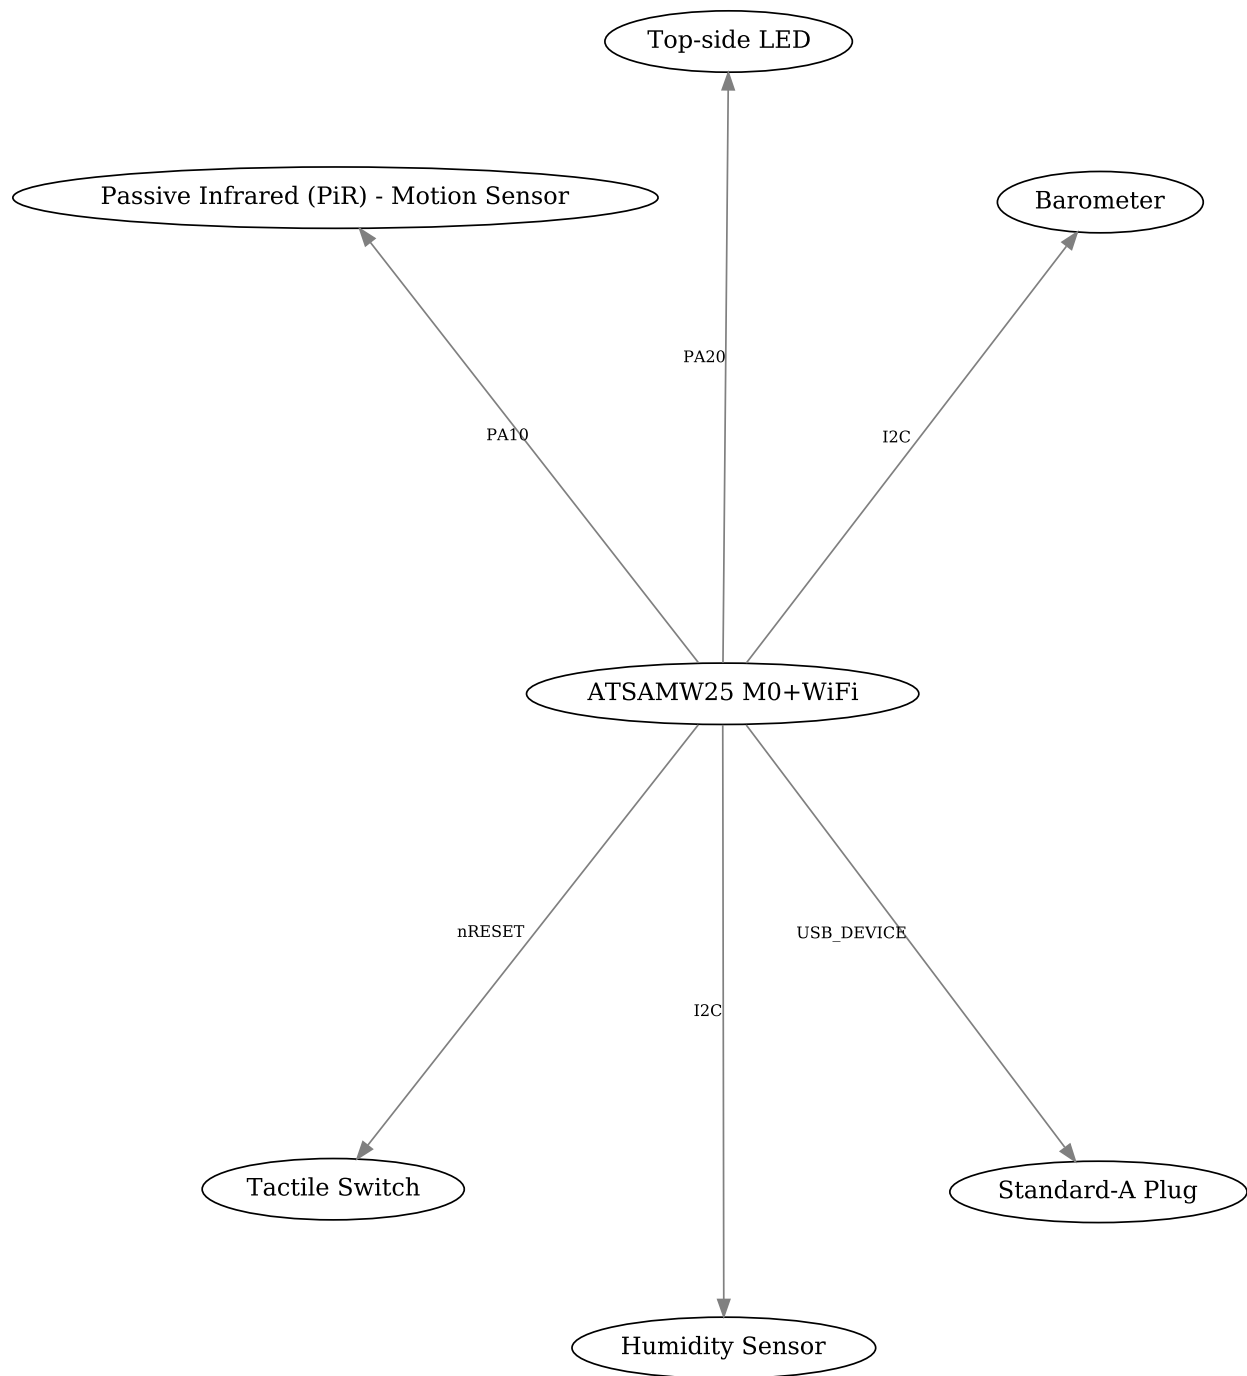 Top-side LED
Passive Infrared (PiR) - Motion Sensor
Barometer
PA20
PA10
I2C
ATSAMW25 M0+WiFi
nRESET
USB_DEVICE
I2C
Tactile Switch
Standard-A Plug
Humidity Sensor